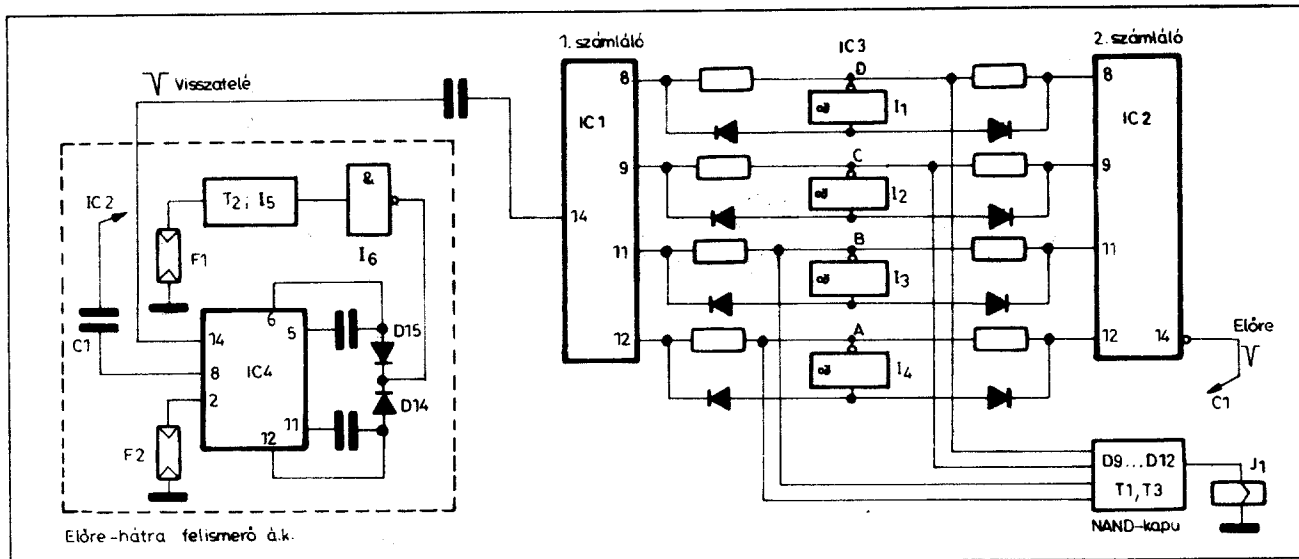 1. számláló
IC3
2. számláló
Visszatelé
8
D
8
&
I1
IC 1
IC 2
9
C
9
&
I2
14
11
B
11
&
I3
12
A
12
14
&
I4
Előre
C1
IC 2
T2; I5
&
I6
F1
C1
14
8
2
IC4
6
5
11
12
D15
D14
F2
D9...D12
T1, T3
NAND-kapu
J1
Előre-hátra felismerő á.k.